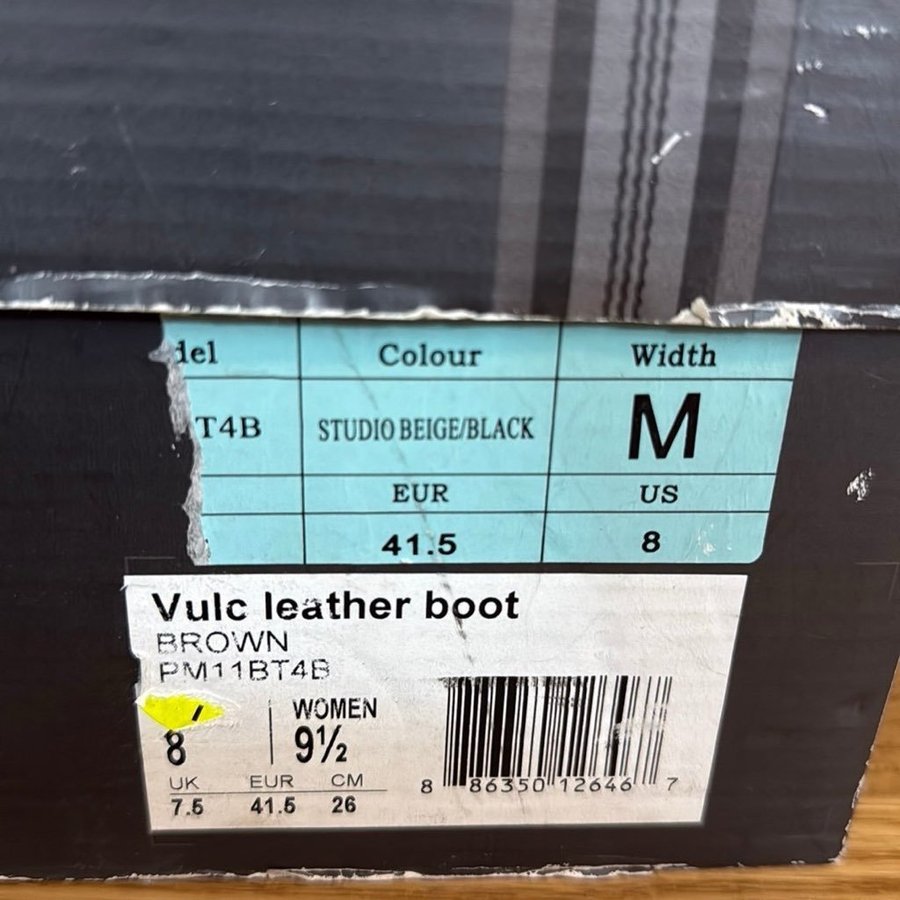 del Colour Width
T4B STUDIO BEIGE/BLACK M
EUR US
41.5 8
Vulc leather boot
BROWN
PM11BT4B
WOMEN
8 9½
UK EUR CM
7.5 41.5 26
8 86350 12646 7